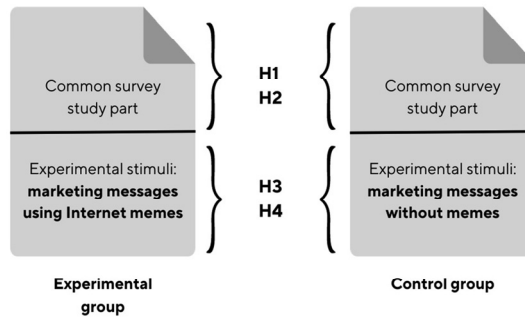 Common survey
study part
Experimental stimuli:
marketing messages
using Internet memes
Experimental
group
H1
H2
H3
H4
Common survey
study part
Experimental stimuli:
marketing messages
without memes
Control group